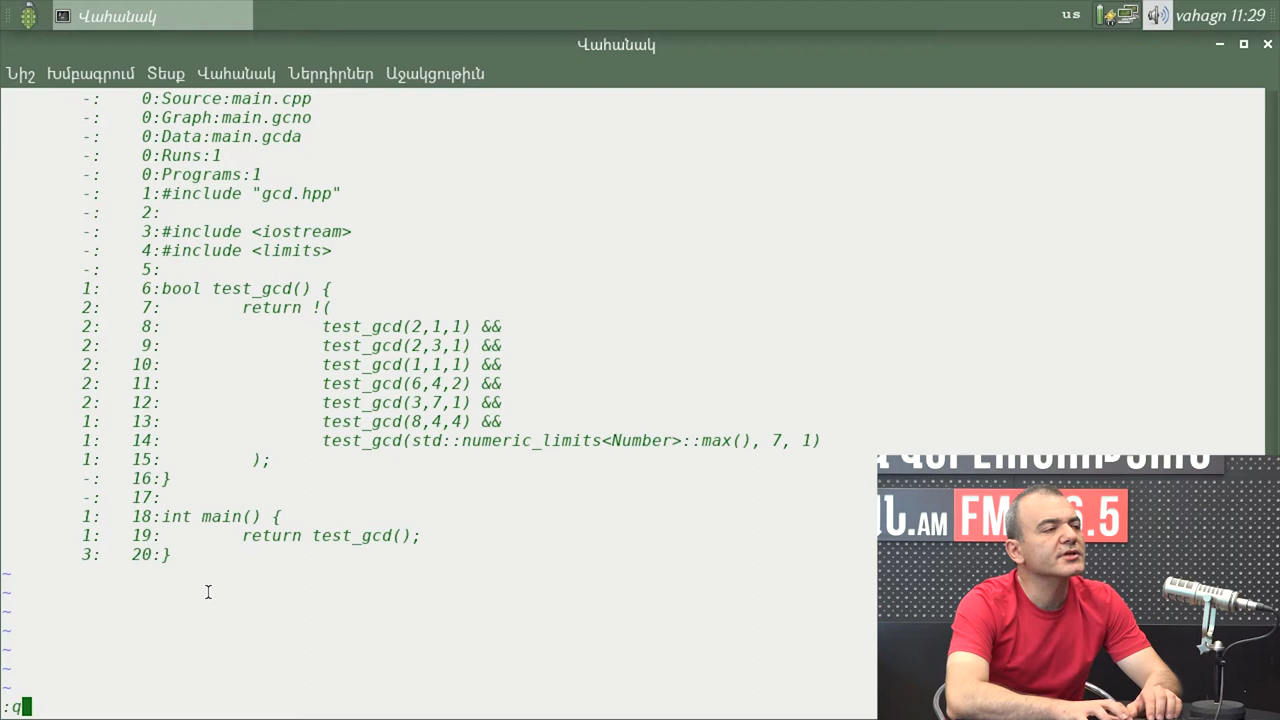 Վահանակ
us
vahagn 11:29
Վահանակ
Նիշ Խմբագրում Տեսք Վահանակ Ներդիրներ Աջակցութիւն
-: 0:Source:main.cpp
-: 0:Graph:main.gcno
-: 0:Data:main.gcda
-: 0:Runs:1
-: 0:Programs:1
-: 1:#include "gcd.hpp"
-: 2:
-: 3:#include <iostream>
-: 4:#include <limits>
-: 5:
1: 6:bool test_gcd() {
2: 7: return !(
2: 8: test_gcd(2,1,1) &&
2: 9: test_gcd(2,3,1) &&
2: 10: test_gcd(1,1,1) &&
2: 11: test_gcd(6,4,2) &&
2: 12: test_gcd(3,7,1) &&
1: 13: test_gcd(8,4,4) &&
1: 14: test_gcd(std::numeric_limits<Number>::max(), 7, 1)
1: 15: );
-: 16:}
-: 17:
1: 18:int main() {
1: 19: return test_gcd();
3: 20:}
~
~
~
~
~
~
~
:q
Ն.AM FM 6.5